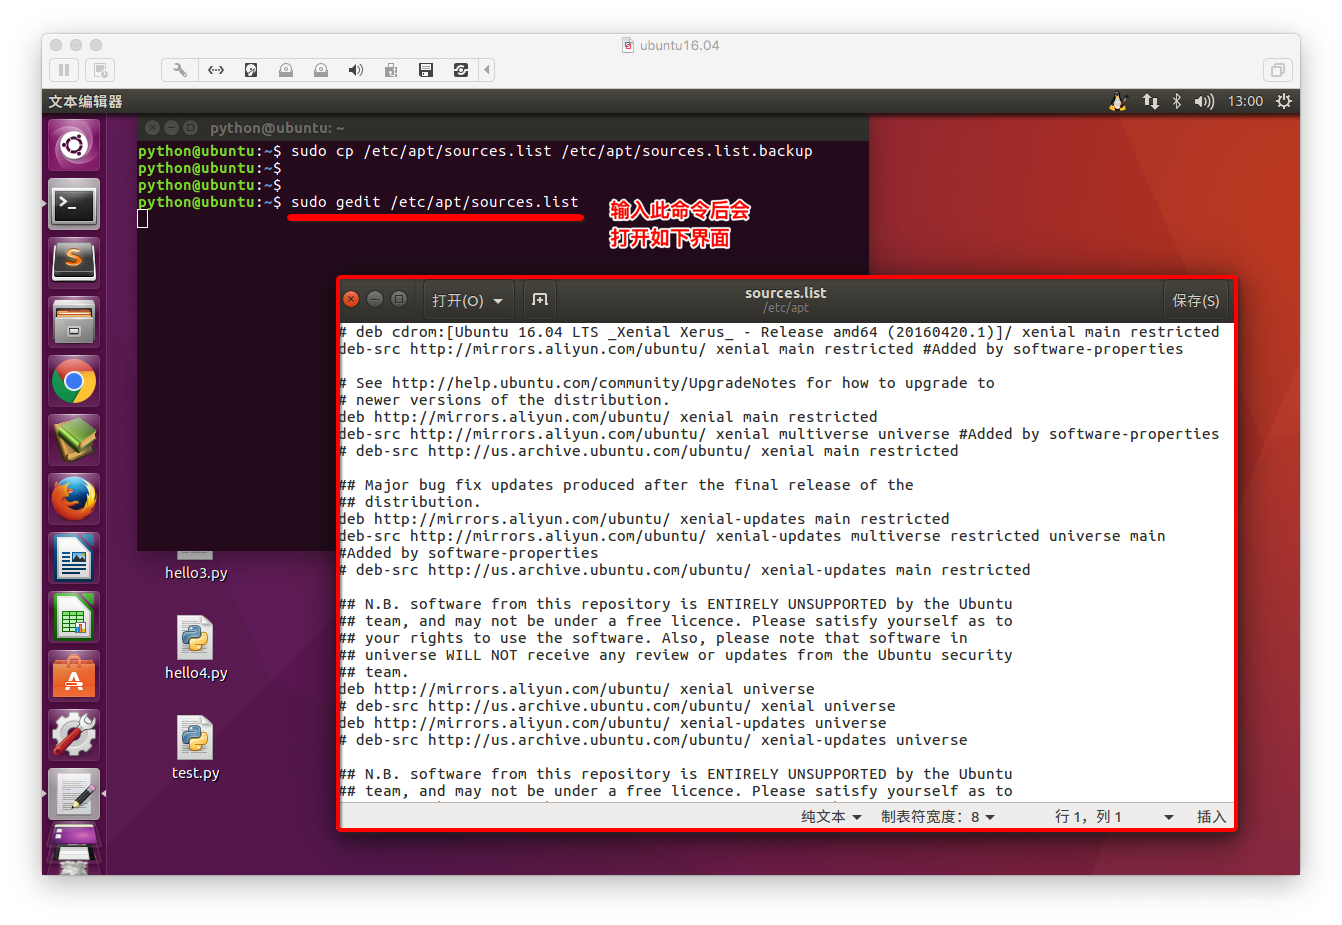 ubuntu16.04
文本编辑器
13:00
python@ubuntu: ~
python@ubuntu:~$ sudo cp /etc/apt/sources.list /etc/apt/sources.list.backup
python@ubuntu:~$
python@ubuntu:~$
python@ubuntu:~$ sudo gedit /etc/apt/sources.list
输入此命令后会
打开如下界面
打开(O)
sources.list
/etc/apt
保存(S)
# deb cdrom:[Ubuntu 16.04 LTS _Xenial Xerus_ - Release amd64 (20160420.1)]/ xenial main restricted
deb-src http://mirrors.aliyun.com/ubuntu/ xenial main restricted #Added by software-properties
# See http://help.ubuntu.com/community/UpgradeNotes for how to upgrade to
# newer versions of the distribution.
deb http://mirrors.aliyun.com/ubuntu/ xenial main restricted
deb-src http://mirrors.aliyun.com/ubuntu/ xenial multiverse universe #Added by software-properties
# deb-src http://us.archive.ubuntu.com/ubuntu/ xenial main restricted
## Major bug fix updates produced after the final release of the
## distribution.
deb http://mirrors.aliyun.com/ubuntu/ xenial-updates main restricted
deb-src http://mirrors.aliyun.com/ubuntu/ xenial-updates multiverse restricted universe main
#Added by software-properties
# deb-src http://us.archive.ubuntu.com/ubuntu/ xenial-updates main restricted
## N.B. software from this repository is ENTIRELY UNSUPPORTED by the Ubuntu
## team, and may not be under a free licence. Please satisfy yourself as to
## your rights to use the software. Also, please note that software in
## universe WILL NOT receive any review or updates from the Ubuntu security
## team.
deb http://mirrors.aliyun.com/ubuntu/ xenial universe
# deb-src http://us.archive.ubuntu.com/ubuntu/ xenial universe
deb http://mirrors.aliyun.com/ubuntu/ xenial-updates universe
# deb-src http://us.archive.ubuntu.com/ubuntu/ xenial-updates universe
## N.B. software from this repository is ENTIRELY UNSUPPORTED by the Ubuntu
## team, and may not be under a free licence. Please satisfy yourself as to
纯文本
制表符宽度：8
行 1，列 1
插入
hello3.py
hello4.py
test.py